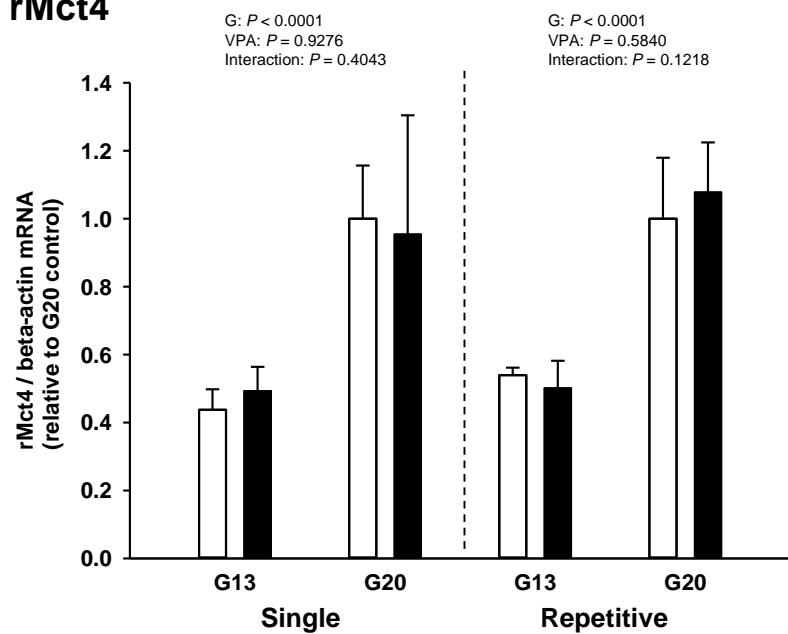 rMct4
G: P < 0.0001
VPA: P = 0.9276
Interaction: P = 0.4043
G: P < 0.0001
VPA: P = 0.5840
Interaction: P = 0.1218
rMct4 / beta-actin mRNA
(relative to G20 control)
1.4
1.2
1.0
0.8
0.6
0.4
0.2
0.0
G13 G20 G13 G20
Single Repetitive